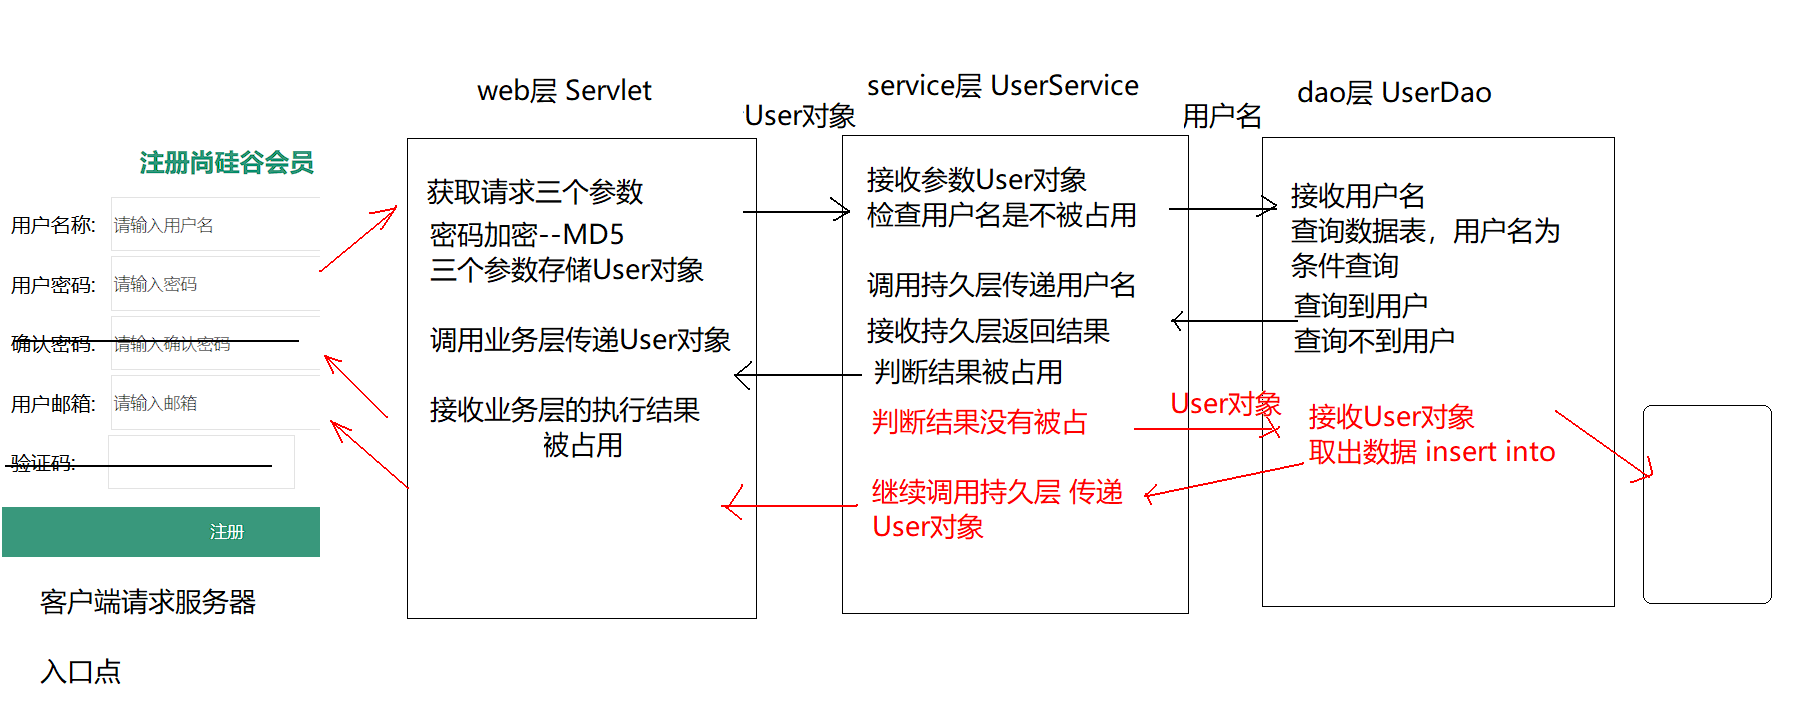 web层 Servlet
service层 UserService
dao层 UserDao
User对象
用户名
注册尚硅谷会员
用户名称:
请输入用户名
用户密码:
请输入密码
确认密码:
请输入确认密码
用户邮箱:
请输入邮箱
验证码:
注册
客户端请求服务器
入口点
获取请求三个参数
密码加密--MD5
三个参数存储User对象
调用业务层传递User对象
接收业务层的执行结果
被占用
接收参数User对象
检查用户名是不被占用
调用持久层传递用户名
接收持久层返回结果
判断结果被占用
判断结果没有被占
继续调用持久层 传递
User对象
User对象
接收用户名
查询数据表，用户名为
条件查询
查询到用户
查询不到用户
接收User对象
取出数据 insert into